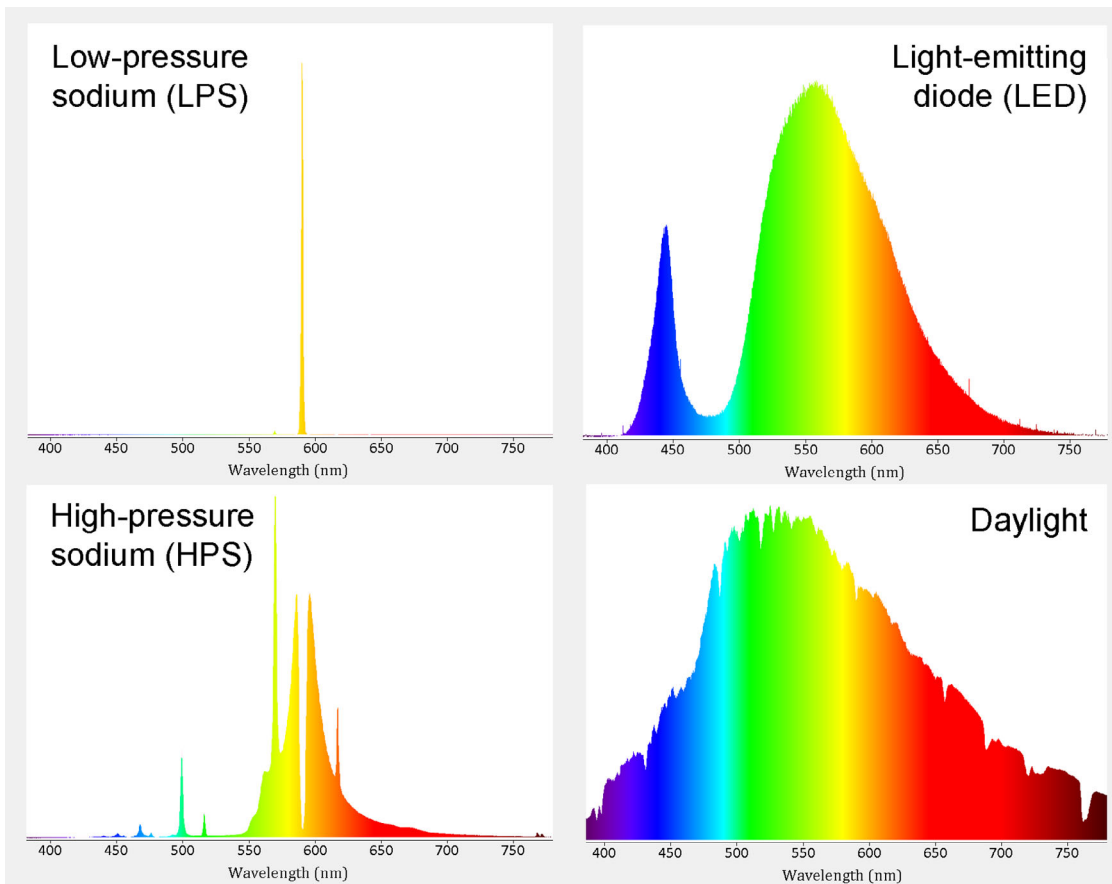 Low-pressure
sodium (LPS)
400 450 500 550 600 650 700 750
Wavelength (nm)
Light-emitting
diode (LED)
400 450 500 550 600 650 700 750
Wavelength (nm)
High-pressure
sodium (HPS)
400 450 500 550 600 650 700 750
Wavelength (nm)
Daylight
400 450 500 550 600 650 700 750
Wavelength (nm)